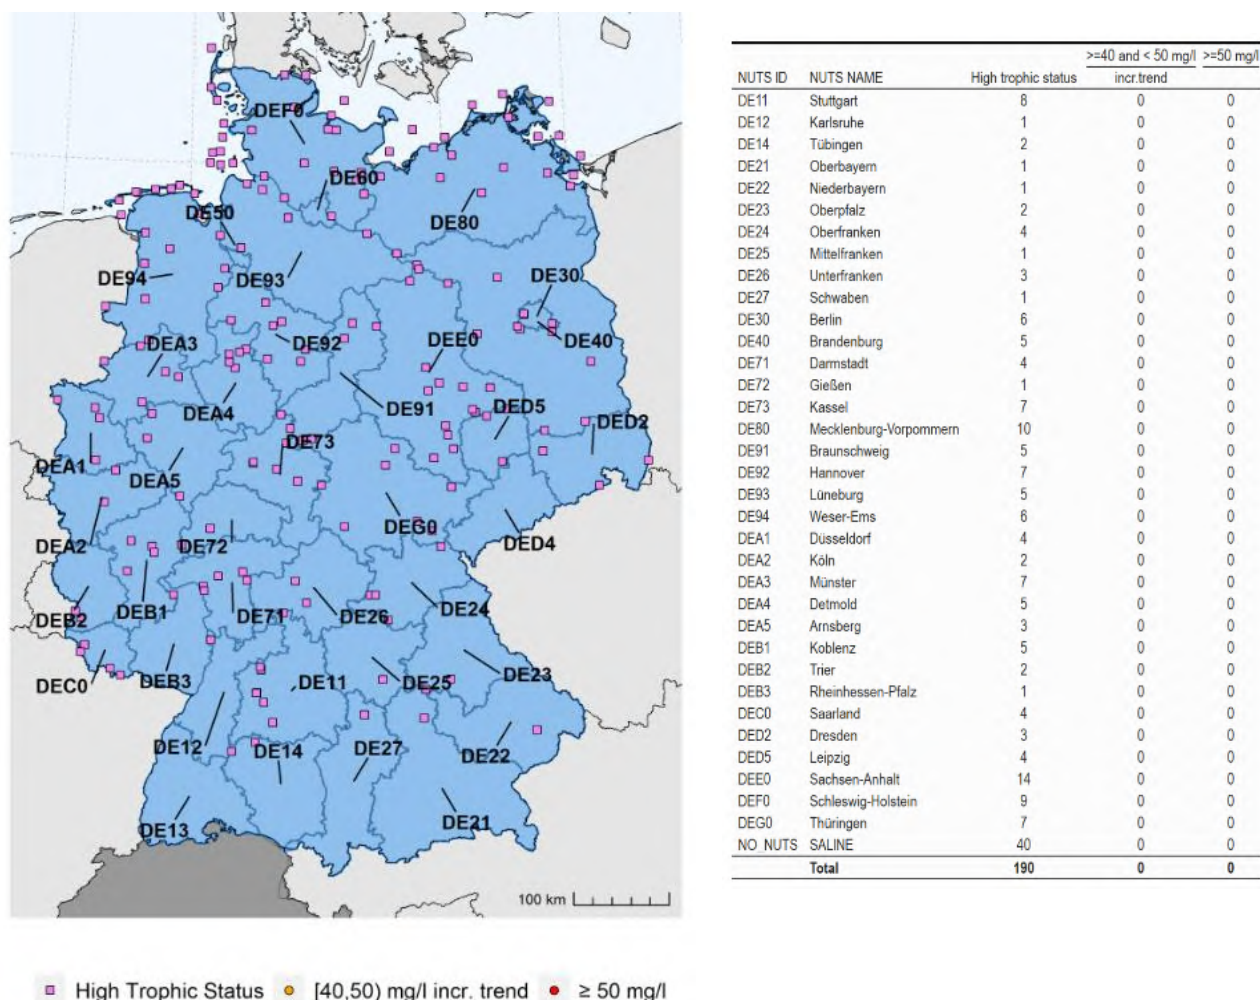 DEF0
DE60
DE50
DE80
DE94
DE93
DE30
DEA3
DE92
DEE0
DE40
DEA4
DE91
DED5
DED2
DEA1
DE73
DEA5
DEA2
DE72
DEG0
DED4
DEB2
DEB1
DE71
DE26
DE24
DEC0
DEB3
DE11
DE25
DE23
DE12
DE14
DE27
DE22
DE13
DE21
100 km
High Trophic Status [40,50) mg/l incr. trend ≥ 50 mg/l
>=40 and < 50 mg/l >=50 mg/l
NUTS ID NUTS NAME High trophic status incr.trend
DE11 Stuttgart 8 0 0
DE12 Karlsruhe 1 0 0
DE14 Tübingen 2 0 0
DE21 Oberbayern 1 0 0
DE22 Niederbayern 1 0 0
DE23 Oberpfalz 2 0 0
DE24 Oberfranken 4 0 0
DE25 Mittelfranken 1 0 0
DE26 Unterfranken 3 0 0
DE27 Schwaben 1 0 0
DE30 Berlin 6 0 0
DE40 Brandenburg 5 0 0
DE71 Darmstadt 4 0 0
DE72 Gießen 1 0 0
DE73 Kassel 7 0 0
DE80 Mecklenburg-Vorpommern 10 0 0
DE91 Braunschweig 5 0 0
DE92 Hannover 7 0 0
DE93 Lüneburg 5 0 0
DE94 Weser-Ems 6 0 0
DEA1 Düsseldorf 4 0 0
DEA2 Köln 2 0 0
DEA3 Münster 7 0 0
DEA4 Detmold 5 0 0
DEA5 Arnsberg 3 0 0
DEB1 Koblenz 5 0 0
DEB2 Trier 2 0 0
DEB3 Rheinhessen-Pfalz 1 0 0
DEC0 Saarland 4 0 0
DED2 Dresden 3 0 0
DED5 Leipzig 4 0 0
DEE0 Sachsen-Anhalt 14 0 0
DEF0 Schleswig-Holstein 9 0 0
DEG0 Thüringen 7 0 0
NO_NUTS SALINE 40 0 0
Total 190 0 0